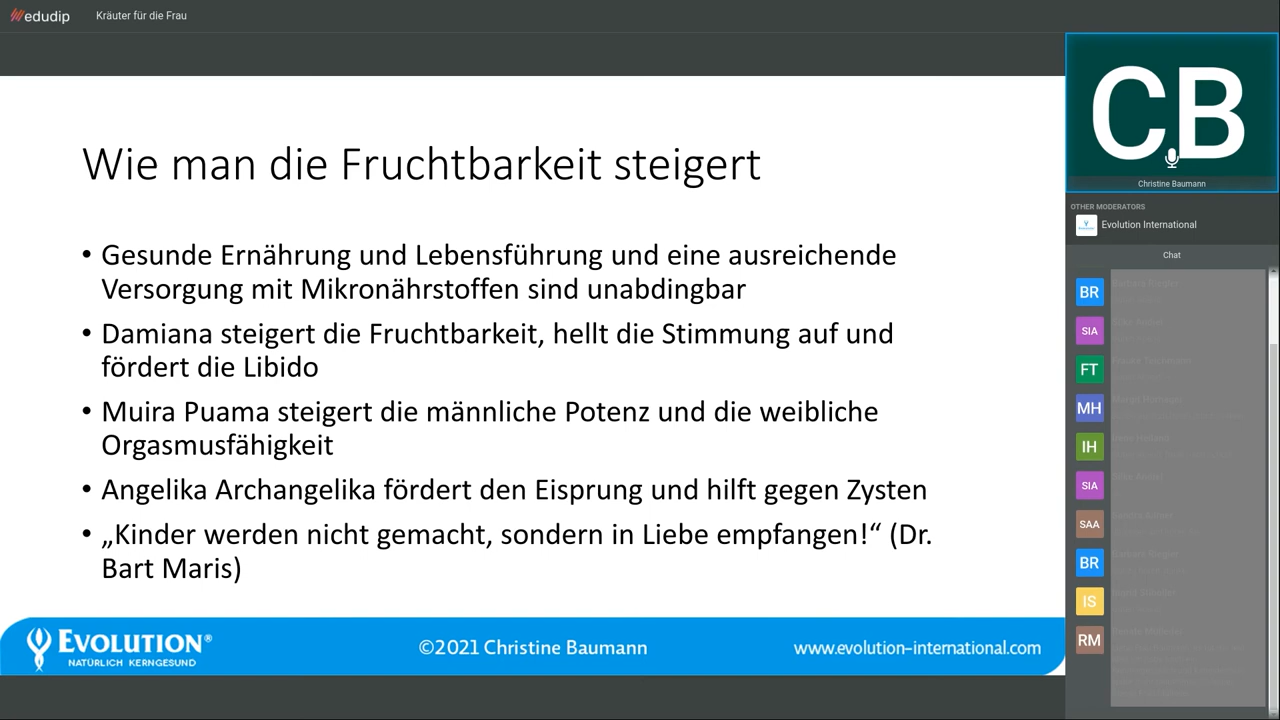 edudip
Kräuter für die Frau
Wie man die Fruchtbarkeit steigert
• Gesunde Ernährung und Lebensführung und eine ausreichende
Versorgung mit Mikronährstoffen sind unabdingbar
• Damiana steigert die Fruchtbarkeit, hellt die Stimmung auf und
fördert die Libido
• Muira Puama steigert die männliche Potenz und die weibliche
Orgasmusfähigkeit
• Angelika Archangelika fördert den Eisprung und hilft gegen Zysten
• „Kinder werden nicht gemacht, sondern in Liebe empfangen!“ (Dr.
Bart Maris)
EVOLUTION®
NATÜRLICH KERNGESUND
©2021 Christine Baumann
www.evolution-international.com
CB
Christine Baumann
OTHER MODERATORS
Evolution International
Chat
BR
SIA
FT
MH
IH
SIA
SAA
BR
IS
RM